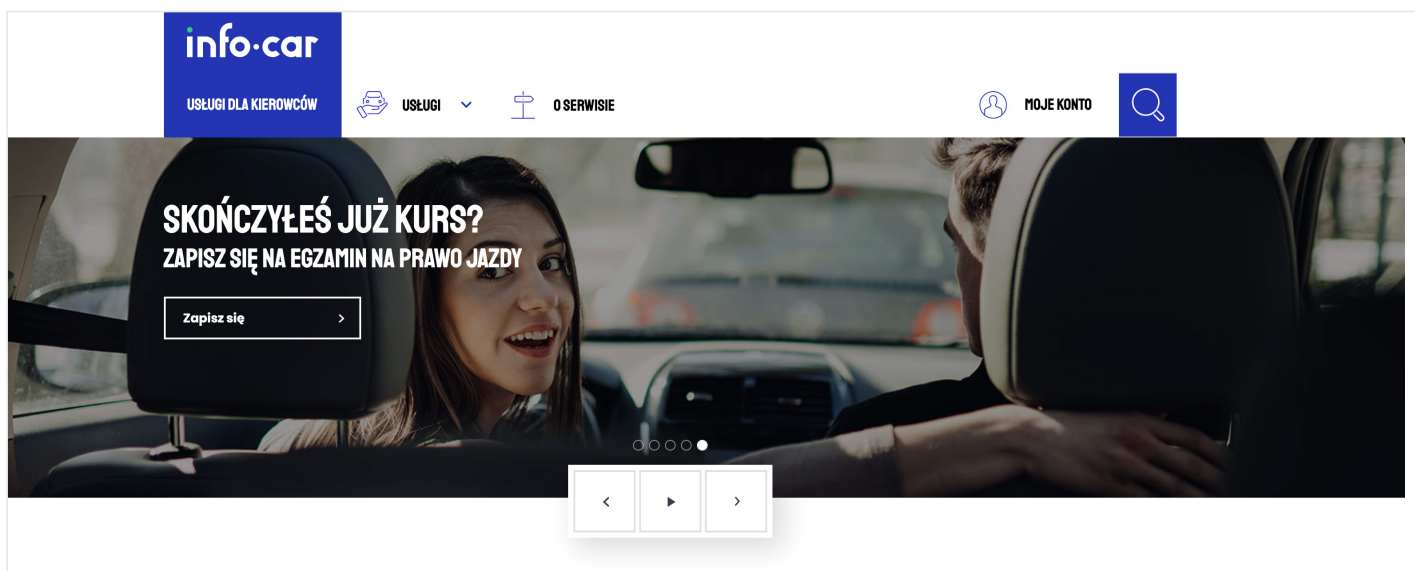 info·car
USŁUGI DLA KIEROWCÓW
USŁUGI
O SERWISIE
MOJE KONTO
SKOŃCZYŁEŚ JUŻ KURS?
ZAPISZ SIĘ NA EGZAMIN NA PRAWO JAZDY
Zapisz się